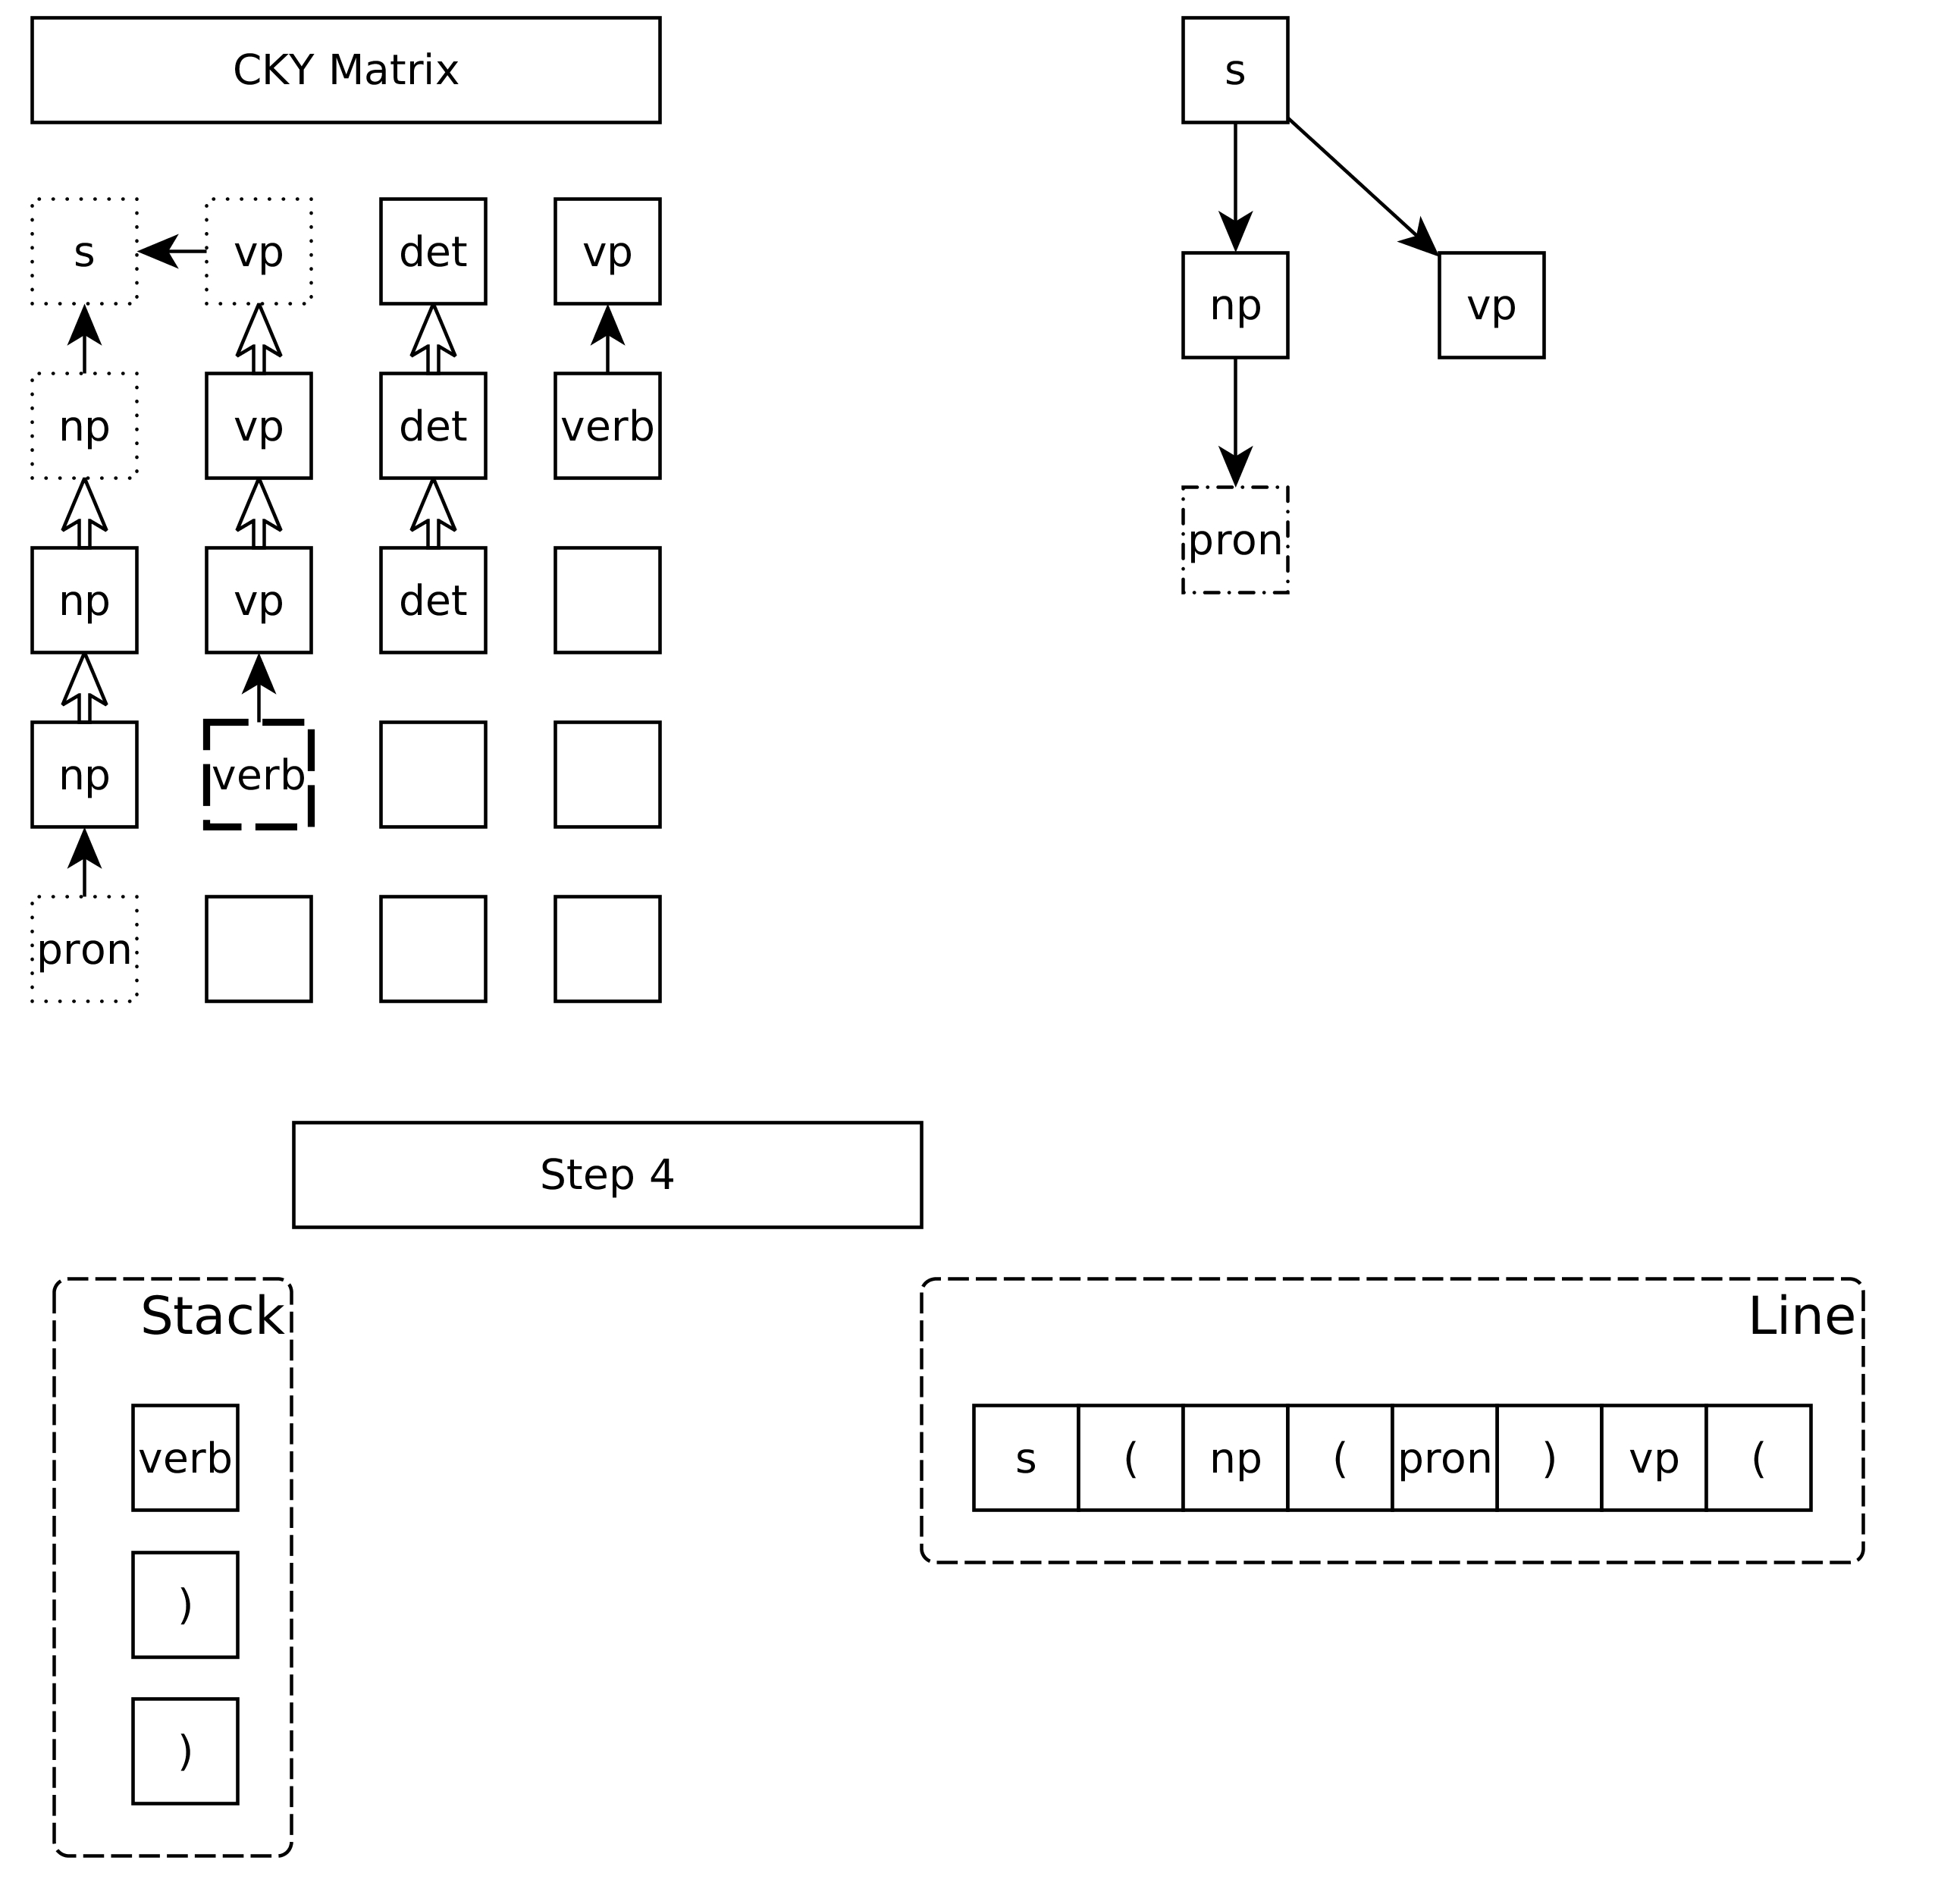 CKY Matrix
s
s vp det vp
np
vp
np vp det verb
np vp det
pron
np verb
pron
Step 4
Stack
Line
verb
s ( np ( pron ) vp (
)
)